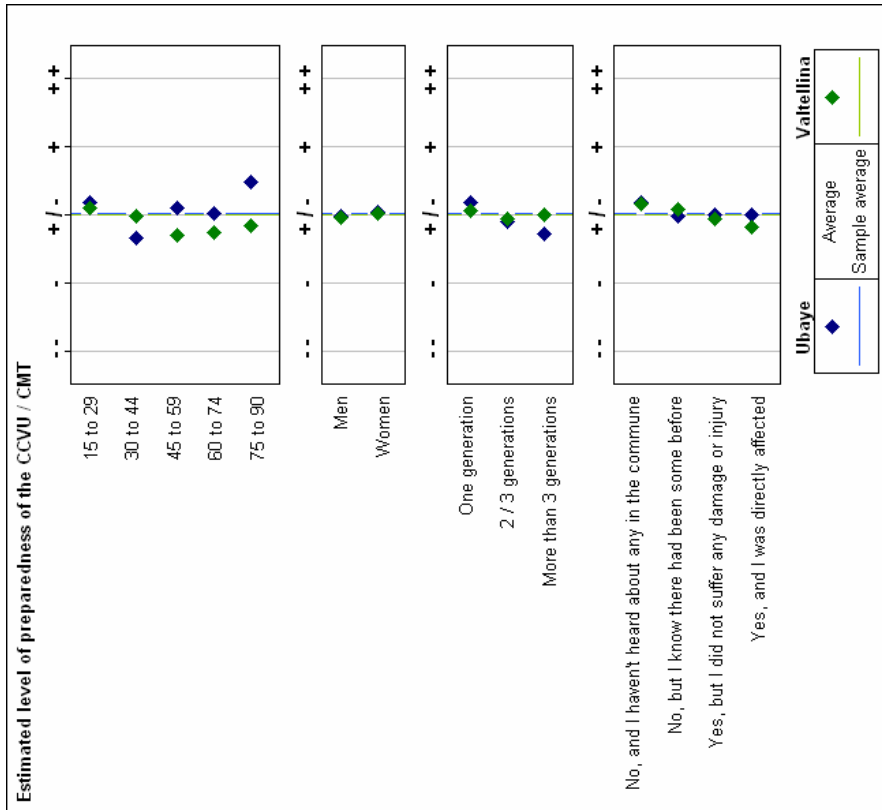 Estimated level of preparedness of the CCVU / CMT
- - - + / - + + +
15 to 29
30 to 44
45 to 59
60 to 74
75 to 90
- - - + / - + + +
Men
Women
- - - + / - + + +
One generation
2 / 3 generations
More than 3 generations
- - - + / - + + +
No, and I haven't heard about any in the commune
No, but I know there had been some before
Yes, but I did not suffer any damage or injury
Yes, and I was directly affected
Ubaye Valtellina
Average
Sample average